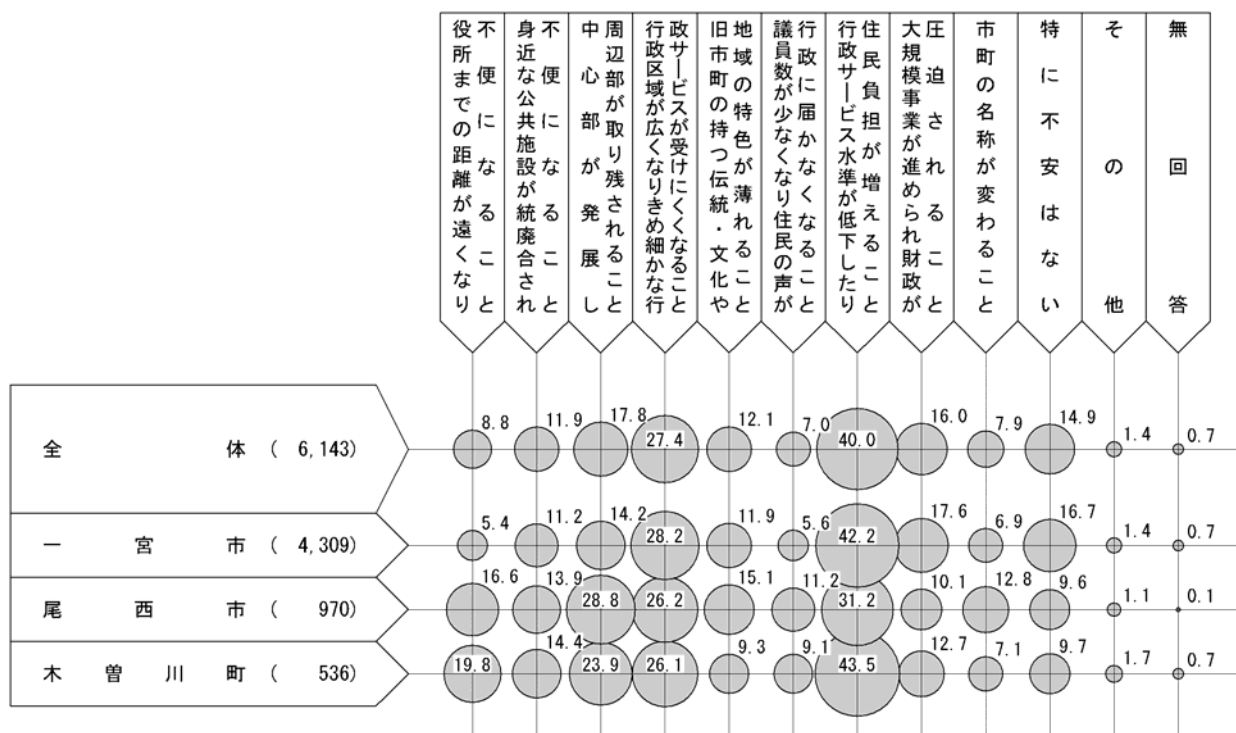 役所までの距離が遠くなり
不便になること
身近な公共施設が統廃合され
不便になること
中心部が発展し
周辺部が取り残されること
行政区域が広くなりきめ細かな行
政サービスが受けにくくなること
旧市町の持つ伝統・文化や
地域の特色が薄れること
議員数が少なくなり住民の声が
行政に届かなくなること
行政サービス水準が低下したり
住民負担が増えること
大規模事業が進められ財政が
圧迫されること
市町の名称が変わること
特に不安はない
その他
無回答
全体 ( 6,143) 8.8 11.9 17.8 27.4 12.1 7.0 40.0 16.0 7.9 14.9 1.4 0.7
一宮市 ( 4,309) 5.4 11.2 14.2 28.2 11.9 5.6 42.2 17.6 6.9 16.7 1.4 0.7
尾西市 ( 970) 16.6 13.9 28.8 26.2 15.1 11.2 31.2 10.1 12.8 9.6 1.1 0.1
木曽川町 ( 536) 19.8 14.4 23.9 26.1 9.3 9.1 43.5 12.7 7.1 9.7 1.7 0.7